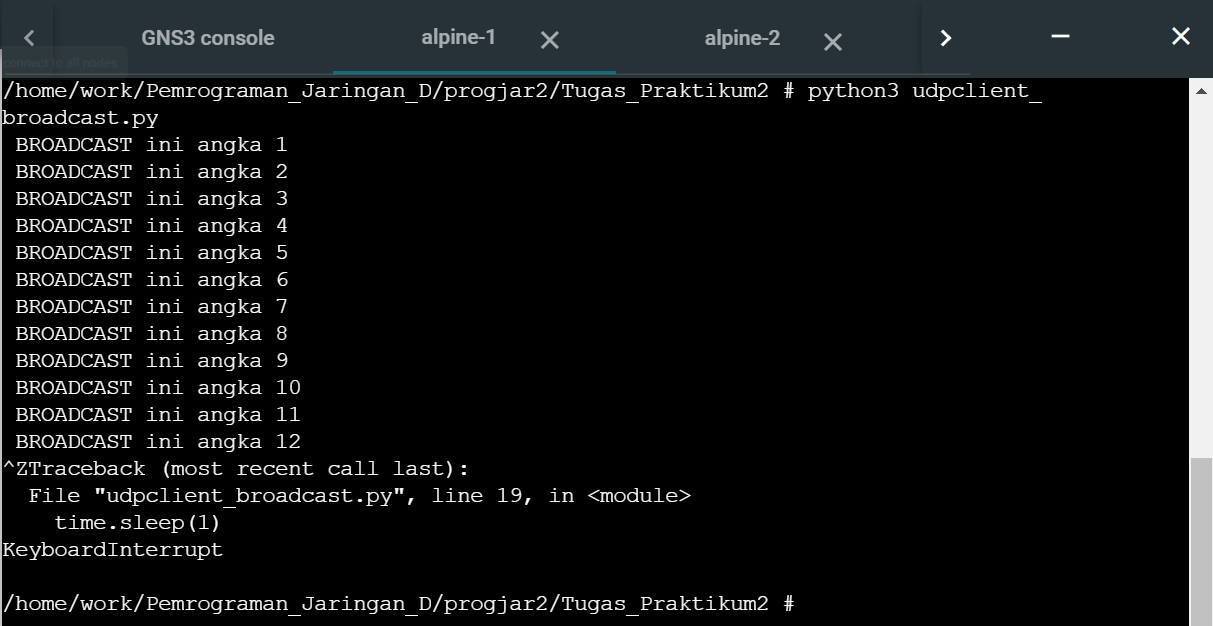 GNS3 console
alpine-1
alpine-2
connect to all nodes
/home/work/Pemrograman_Jaringan_D/progjar2/Tugas_Praktikum2 # python3 udpclient_
broadcast.py
BROADCAST ini angka 1
BROADCAST ini angka 2
BROADCAST ini angka 3
BROADCAST ini angka 4
BROADCAST ini angka 5
BROADCAST ini angka 6
BROADCAST ini angka 7
BROADCAST ini angka 8
BROADCAST ini angka 9
BROADCAST ini angka 10
BROADCAST ini angka 11
BROADCAST ini angka 12
^ZTraceback (most recent call last):
  File "udpclient_broadcast.py", line 19, in <module>
    time.sleep(1)
KeyboardInterrupt
/home/work/Pemrograman_Jaringan_D/progjar2/Tugas_Praktikum2 #